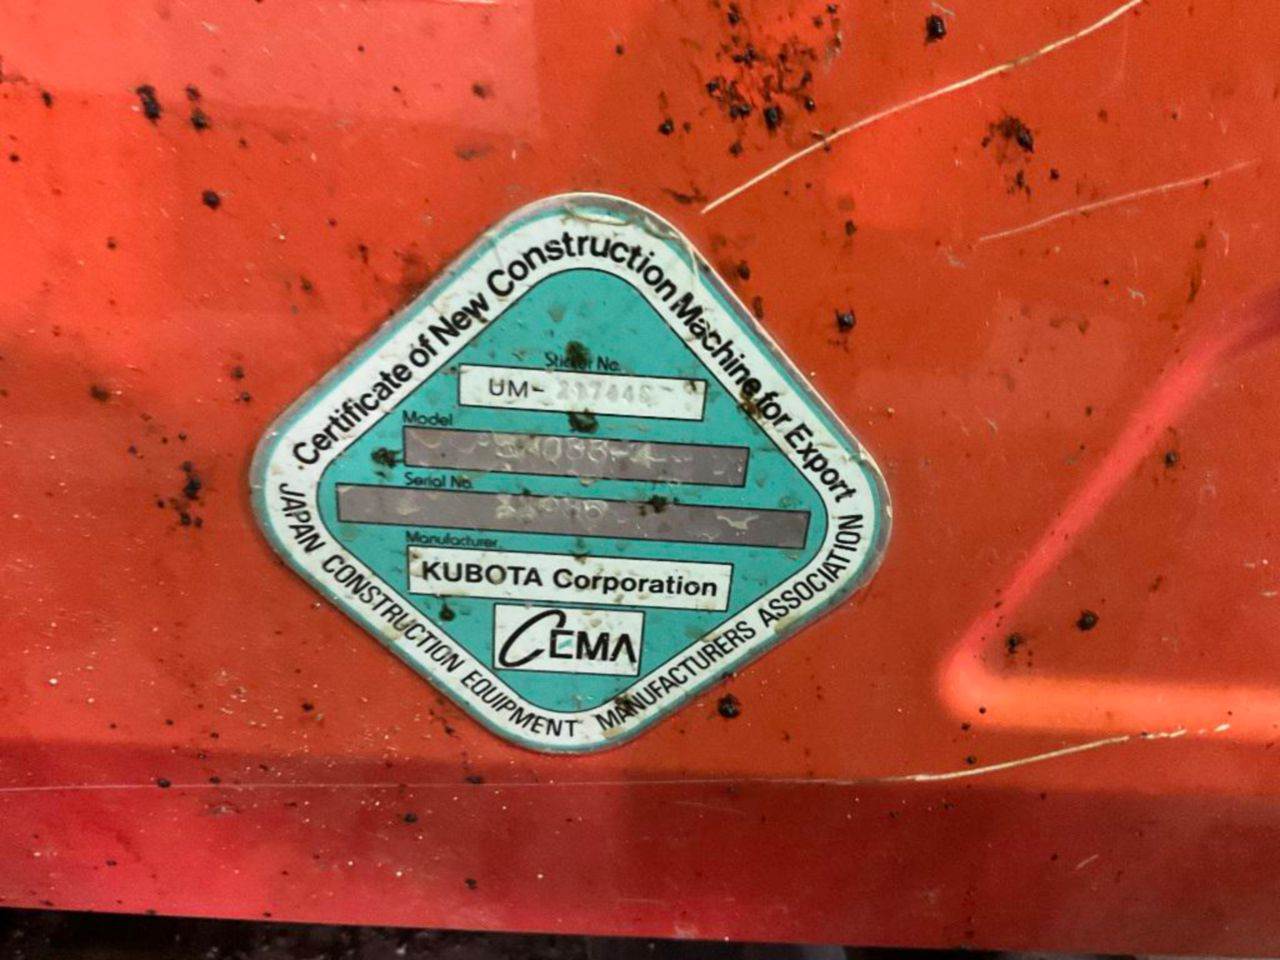 Certificate of New Construction Machine for Export
Sticker No.
UM-
Model
Serial No.
Manufacturer
KUBOTA Corporation
CEMA
JAPAN CONSTRUCTION EQUIPMENT MANUFACTURERS ASSOCIATION